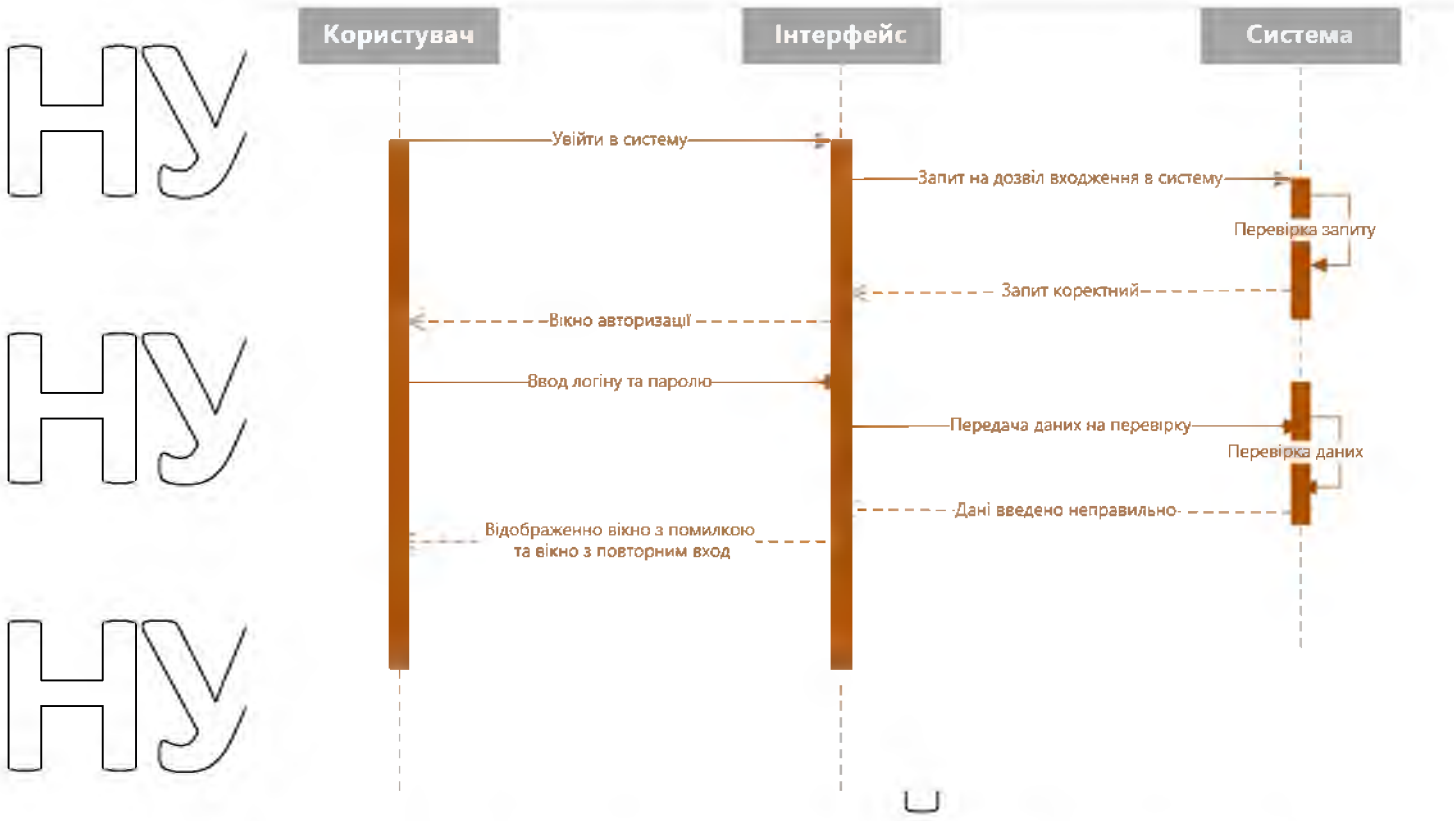 Користувач
Інтерфейс
Система
НУ
Увійти в систему
Запит на дозвіл входження в систему
Перевірка запиту
Запит коректний
Вікно авторизації
НУ
Ввод логіну та паролю
Передача даних на перевірку
Перевірка даних
Дані введено неправильно
Відображенно вікно з помилкою
та вікно з повторним вход
НУ